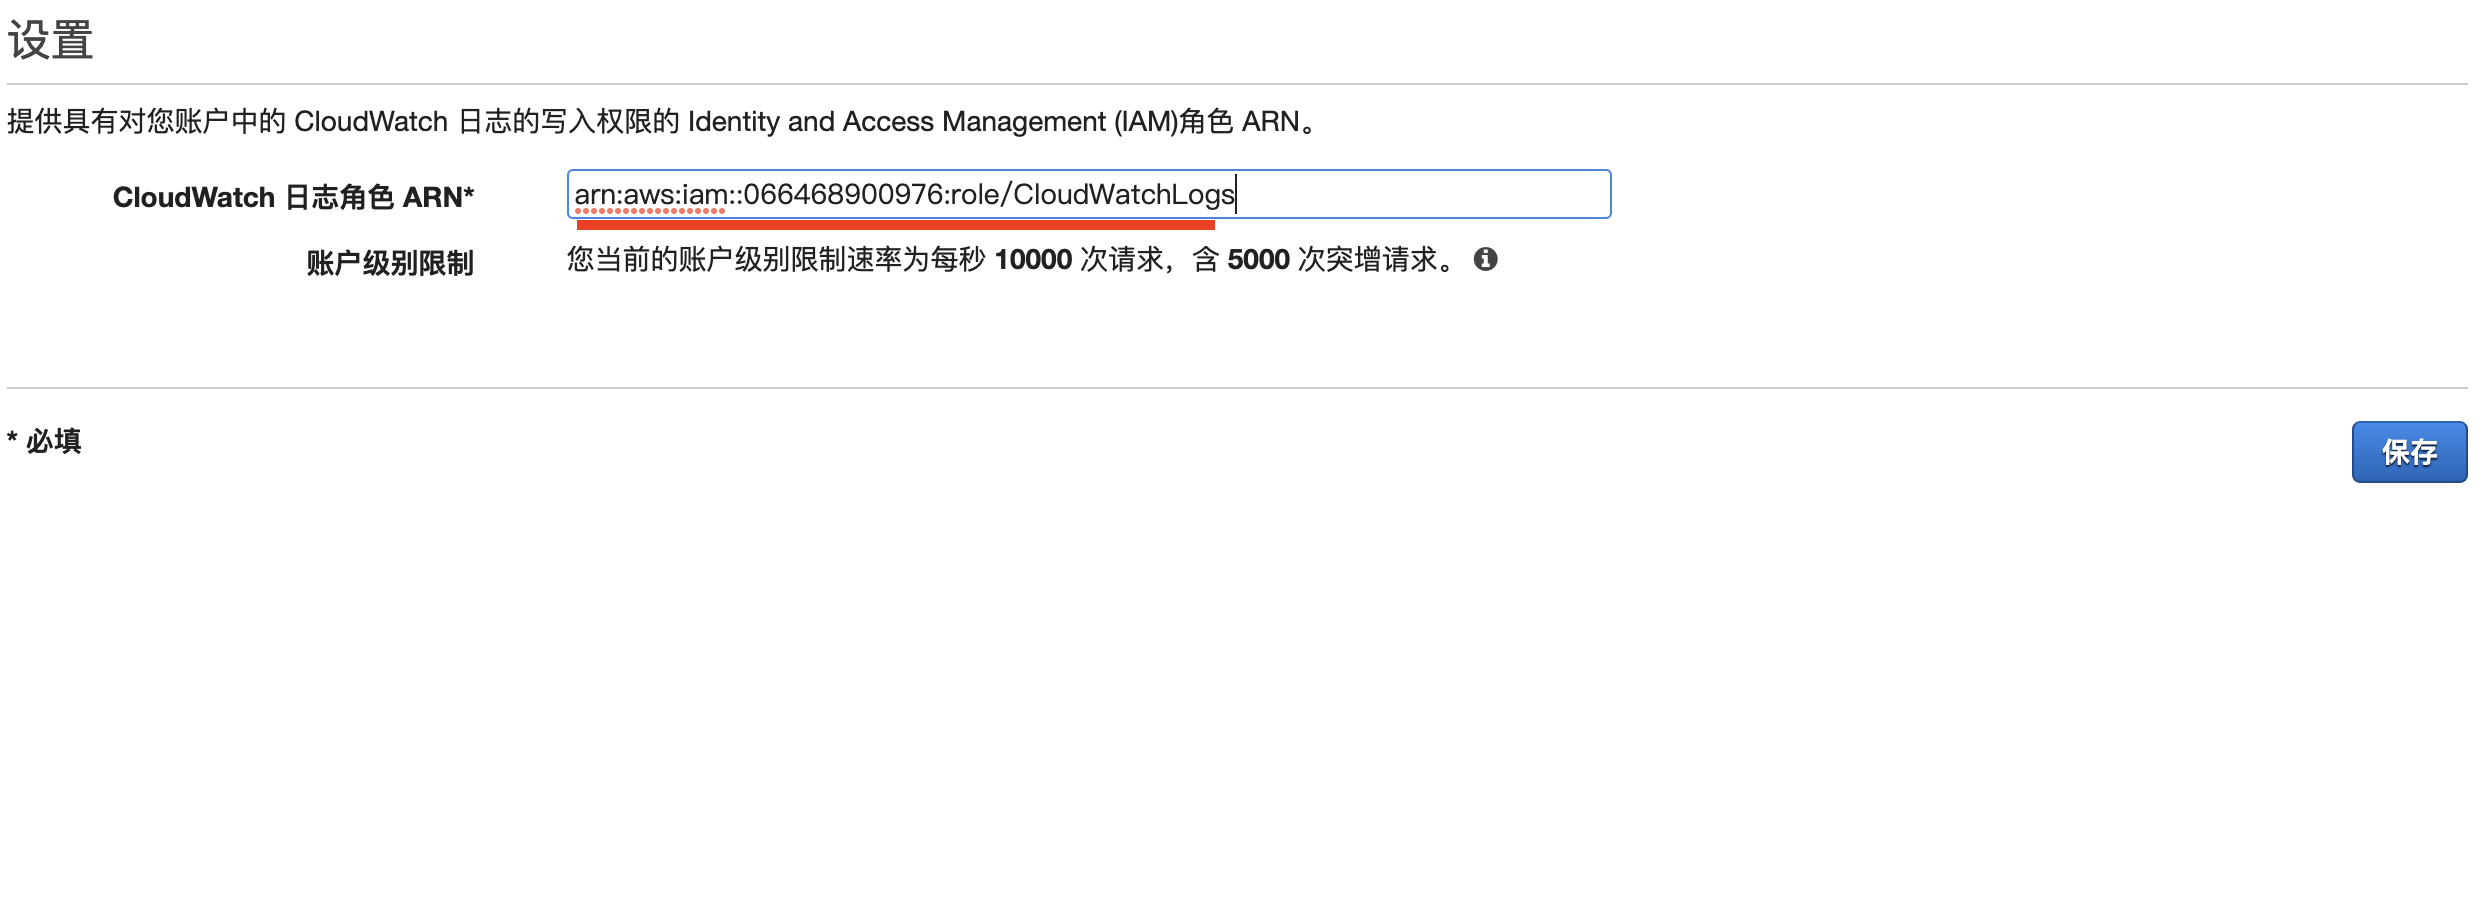 设置
提供具有对您账户中的 CloudWatch 日志的写入权限的 Identity and Access Management (IAM)角色 ARN。
CloudWatch 日志角色 ARN* arn:aws:iam::066468900976:role/CloudWatchLogs
账户级别限制 您当前的账户级别限制速率为每秒 10000 次请求，含 5000 次突增请求。
* 必填
保存